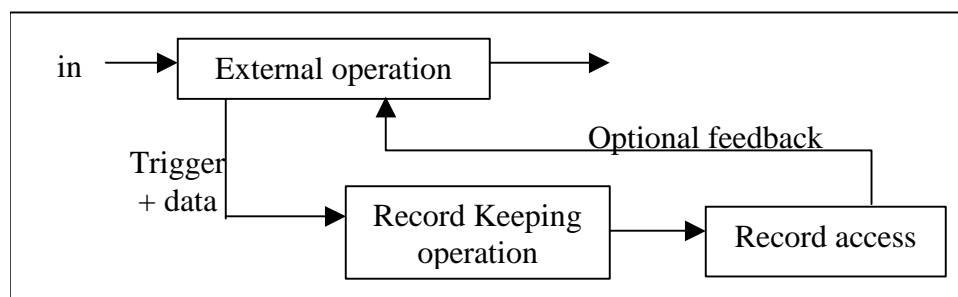 in
External operation
Optional feedback
Trigger
+ data
Record Keeping
operation
Record access